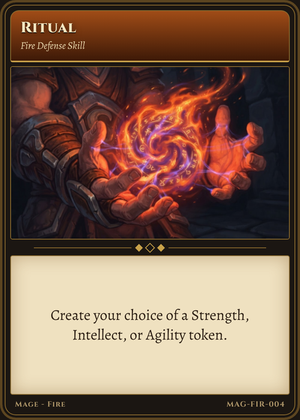 Ritual
Fire Defense Skill
Create your choice of a Strength,
Intellect, or Agility token.
Mage - Fire
MAG-FIR-004